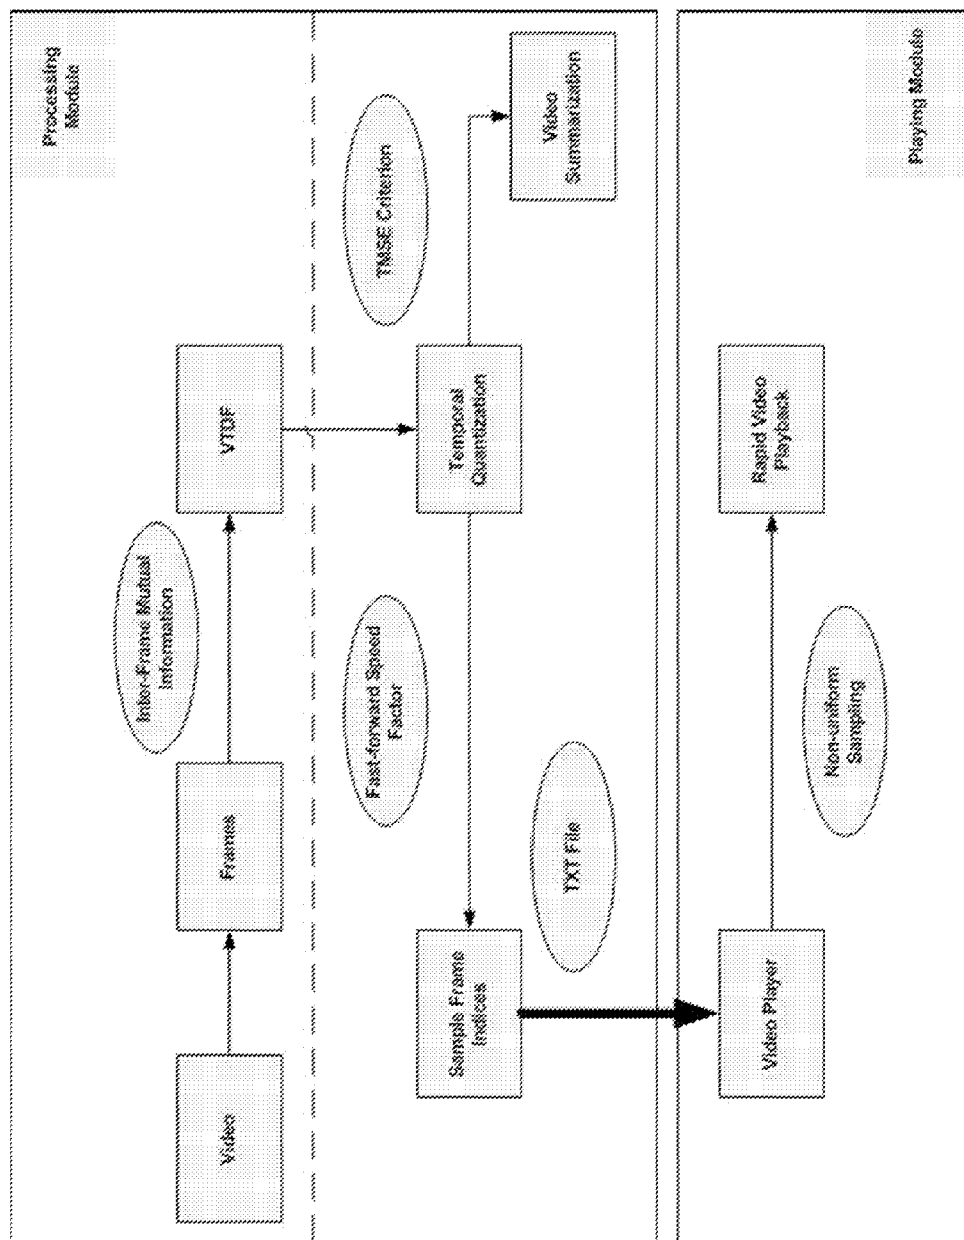 Processing
Module
Video
Frames
Inter-Frame Mutual
Information
VTDF
Fast-forward Speed
Factor
TMSE Criterion
Sample Frame
Indices
Temporal
Quantization
Video
Summarization
TXT File
Playing Module
Video Player
Rapid Video
Playback
Non-uniform
Sampling